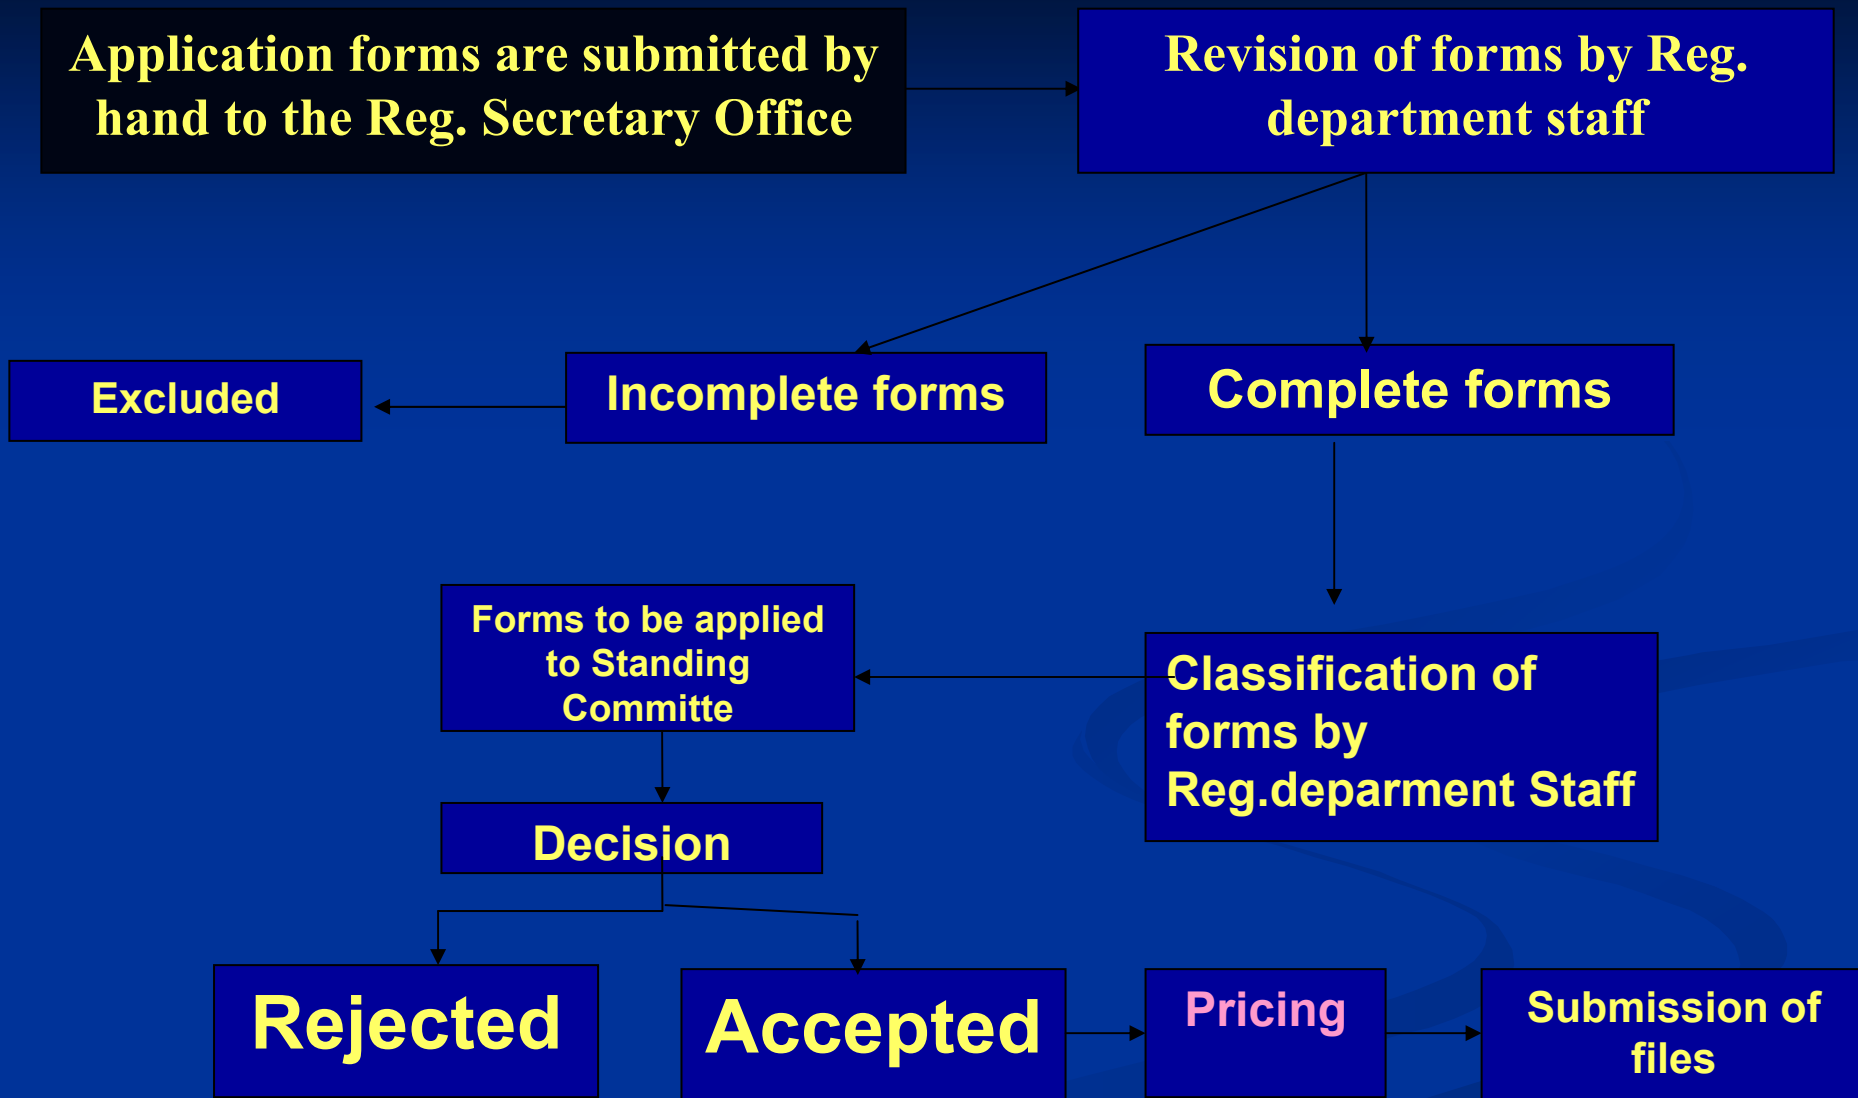 Application forms are submitted by
hand to the Reg. Secretary Office
Revision of forms by Reg.
department staff
Excluded
Incomplete forms
Complete forms
Forms to be applied
to Standing
Committe
Classification of
forms by
Reg.deparment Staff
Decision
Rejected
Accepted
Pricing
Submission of
files